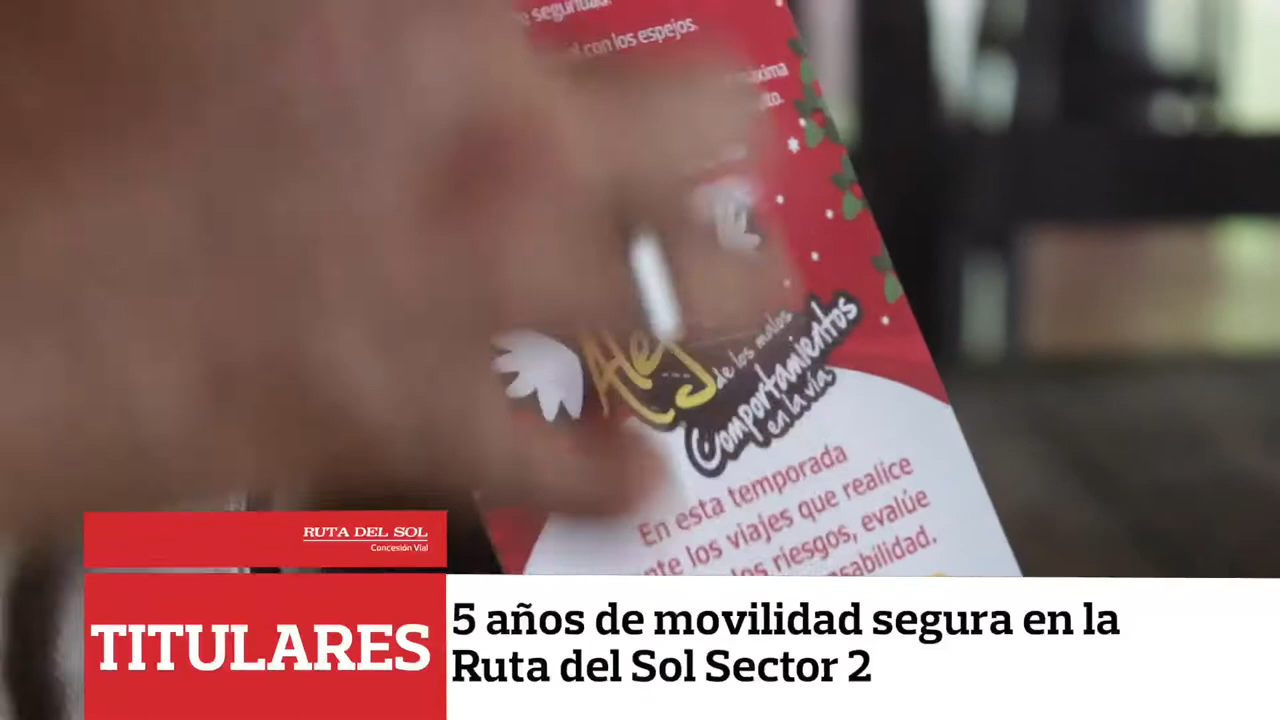 seguridad.
con los espejos.
de los malos
Comportamientos
en la vía
En esta temporada
los viajes que realice
riesgos, evalúe
RUTA DEL SOL
Concesión Vial
TITULARES
5 años de movilidad segura en la
Ruta del Sol Sector 2